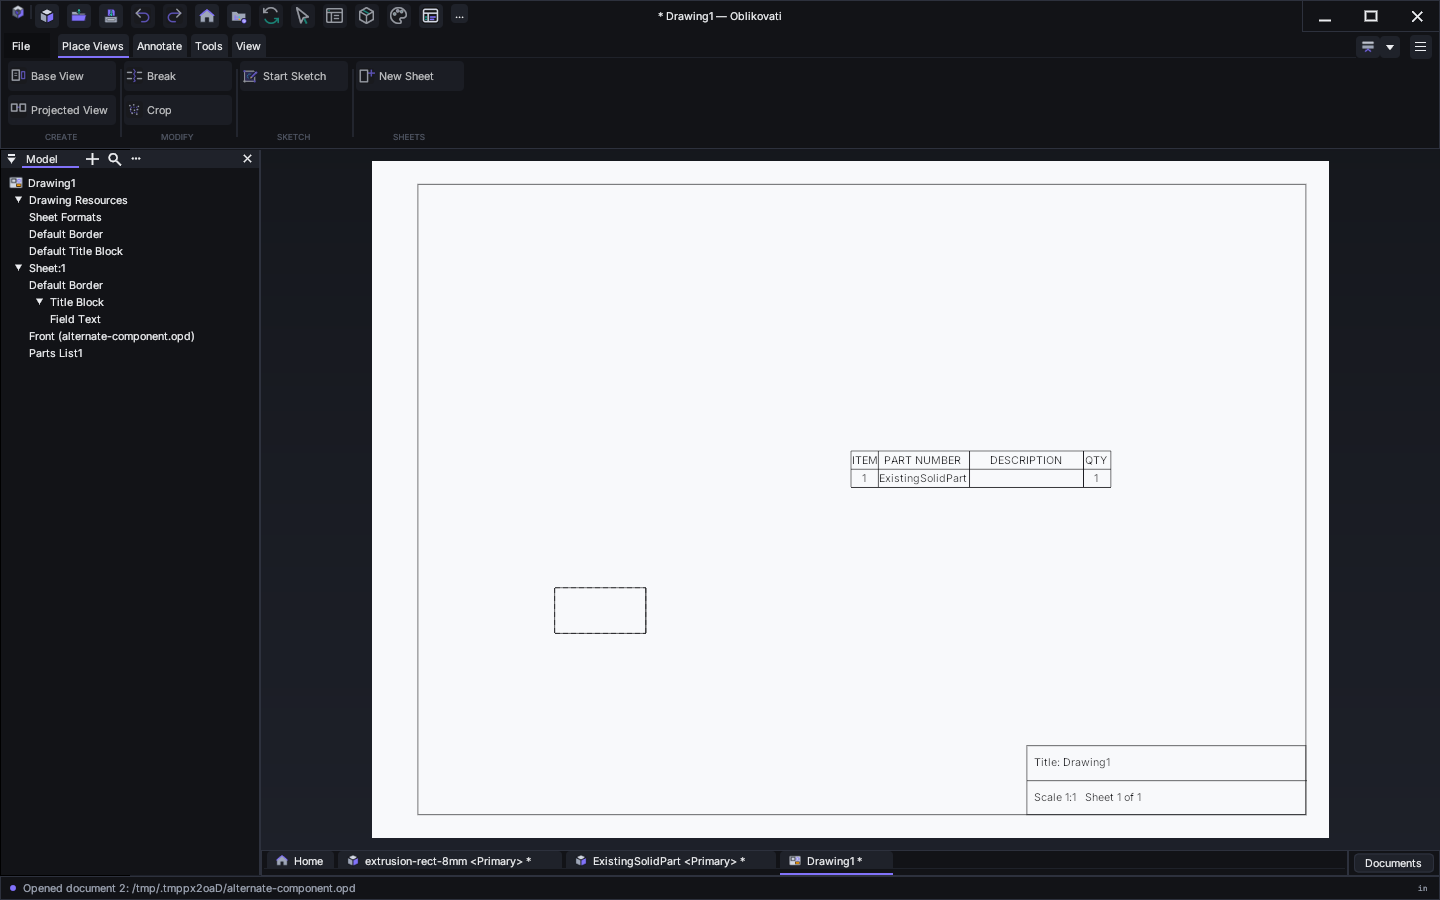 * Drawing1 — Oblikovati
File
Place Views
Annotate
Tools
View
Base View
Break
Start Sketch
New Sheet
Projected View
Crop
CREATE
MODIFY
SKETCH
SHEETS
Model
Drawing1
Drawing Resources
Sheet Formats
Default Border
Default Title Block
Sheet:1
Default Border
Title Block
Field Text
Front (alternate-component.opd)
Parts List1
ITEM PART NUMBER DESCRIPTION QTY
1 ExistingSolidPart 1
Title: Drawing1
Scale 1:1 Sheet 1 of 1
Home
extrusion-rect-8mm <Primary> *
ExistingSolidPart <Primary> *
Drawing1 *
Documents
Opened document 2: /tmp/.tmppx2oaD/alternate-component.opd
in